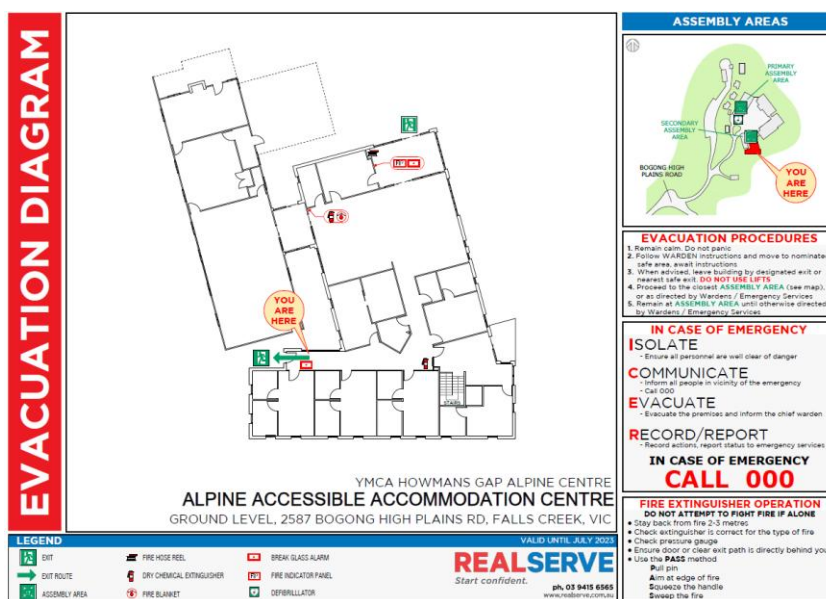 EVACUATION DIAGRAM
YOU
ARE
HERE
STAIRS
YMCA HOWMANS GAP ALPINE CENTRE
ALPINE ACCESSIBLE ACCOMMODATION CENTRE
GROUND LEVEL, 2587 BOGONG HIGH PLAINS RD, FALLS CREEK, VIC
ASSEMBLY AREAS
PRIMARY
ASSEMBLY
AREA
SECONDARY
ASSEMBLY
AREA
BOGONG HIGH
PLAINS ROAD
YOU
ARE
HERE
EVACUATION PROCEDURES
1. Remain calm. Do not panic
2. Follow WARDEN instructions and move to nominated
safe area, await instructions
3. When advised, leave building by designated exit or
nearest safe exit. DO NOT USE LIFTS
4. Proceed to the closest ASSEMBLY AREA (see map),
or as directed by Wardens / Emergency Services
5. Remain at ASSEMBLY AREA until otherwise directed
by Wardens / Emergency Services
IN CASE OF EMERGENCY
ISOLATE
- Ensure all personnel are well clear of danger
COMMUNICATE
- Inform all people in vicinity of the emergency
- Call 000
EVACUATE
- Evacuate the premises and inform the chief warden
RECORD/REPORT
- Record actions, report status to emergency services
IN CASE OF EMERGENCY
CALL 000
FIRE EXTINGUISHER OPERATION
DO NOT ATTEMPT TO FIGHT FIRE IF ALONE
• Stay back from fire 2-3 metres
• Check extinguisher is correct for the type of fire
• Check pressure gauge
• Ensure door or clear exit path is directly behind you
• Use the PASS method
Pull pin
Aim at edge of fire
Squeeze the handle
Sweep the fire
LEGEND
VALID UNTIL JULY 2023
EXIT
EXIT ROUTE
ASSEMBLY AREA
FIRE HOSE REEL
DRY CHEMICAL EXTINGUISHER
FIRE BLANKET
BREAK GLASS ALARM
FIP
FIRE INDICATOR PANEL
DEFIBRILLLATOR
REALSERVE
Start confident.
ph, 03 9415 6565
www.realserve.com.au